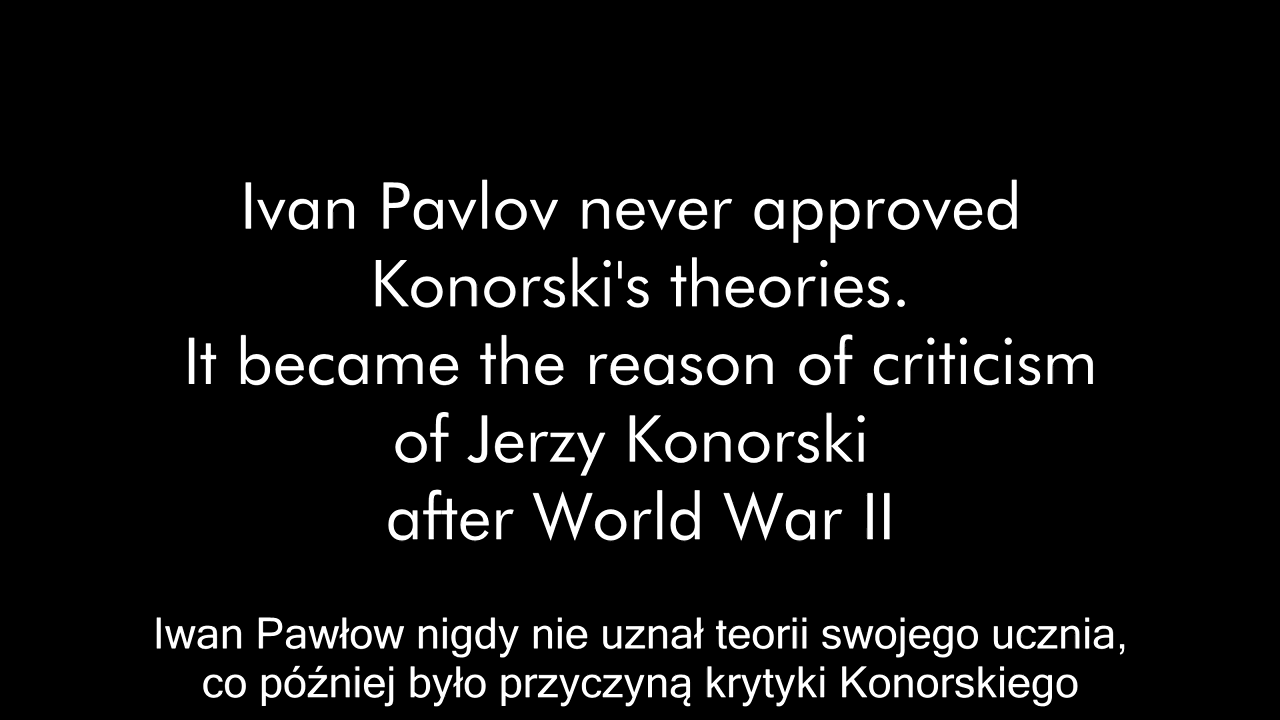 Ivan Pavlov never approved
Konorski's theories.
It became the reason of criticism
of Jerzy Konorski
after World War II
Iwan Pawłow nigdy nie uznał teorii swojego ucznia,
co później było przyczyną krytyki Konorskiego